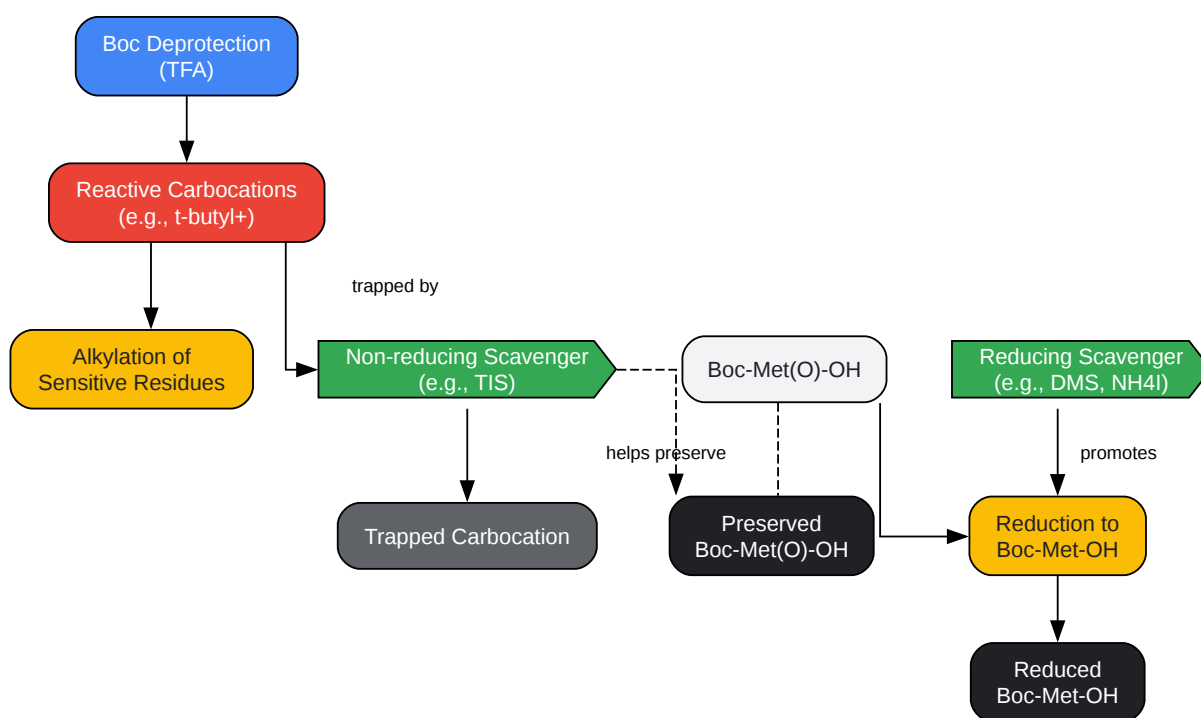 Boc Deprotection
(TFA)
Reactive Carbocations
(e.g., t-butyl+)
trapped by
Alkylation of
Sensitive Residues
Non-reducing Scavenger
(e.g., TIS)
Boc-Met(O)-OH
Reducing Scavenger
(e.g., DMS, NH4I)
helps preserve
promotes
Trapped Carbocation
Preserved
Boc-Met(O)-OH
Reduction to
Boc-Met-OH
Reduced
Boc-Met-OH